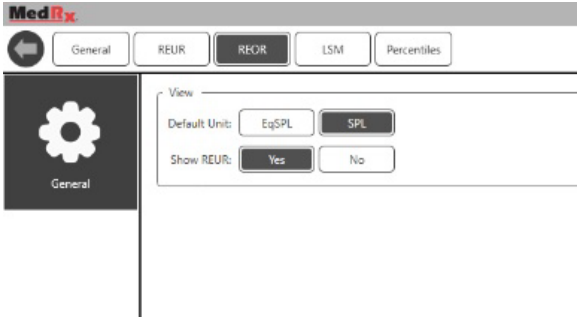 MedRx
General REUR REOR LSM Percentiles
View
Default Unit: EqSPL SPL
Show REUR: Yes No
General